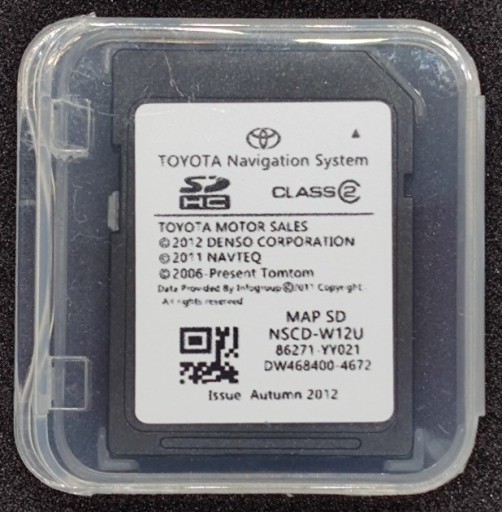 TOYOTA Navigation System
SD
HC
CLASS 2
TOYOTA MOTOR SALES
©2012 DENSO CORPORATION
©2011 NAVTEQ
©2006-Present Tomtom
Data Provided By Infogroup©2011 Copyright
All rights reserved
MAP SD
NSCD-W12U
86271-YY021
DW468400-4672
Issue Autumn 2012